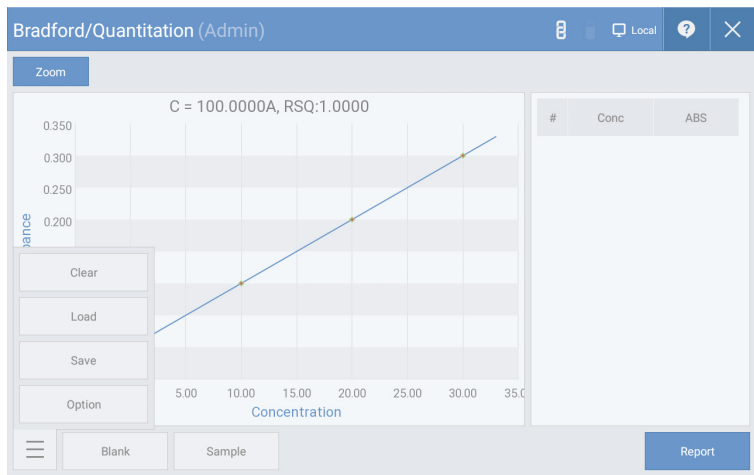 Bradford/Quantitation (Admin)
Local
?
Zoom
C = 100.0000A, RSQ:1.0000
0.350
0.300
0.250
0.200
# Conc ABS
Clear
Load
Save
Option
5.00 10.00 15.00 20.00 25.00 30.00
Concentration
Blank
Sample
Report